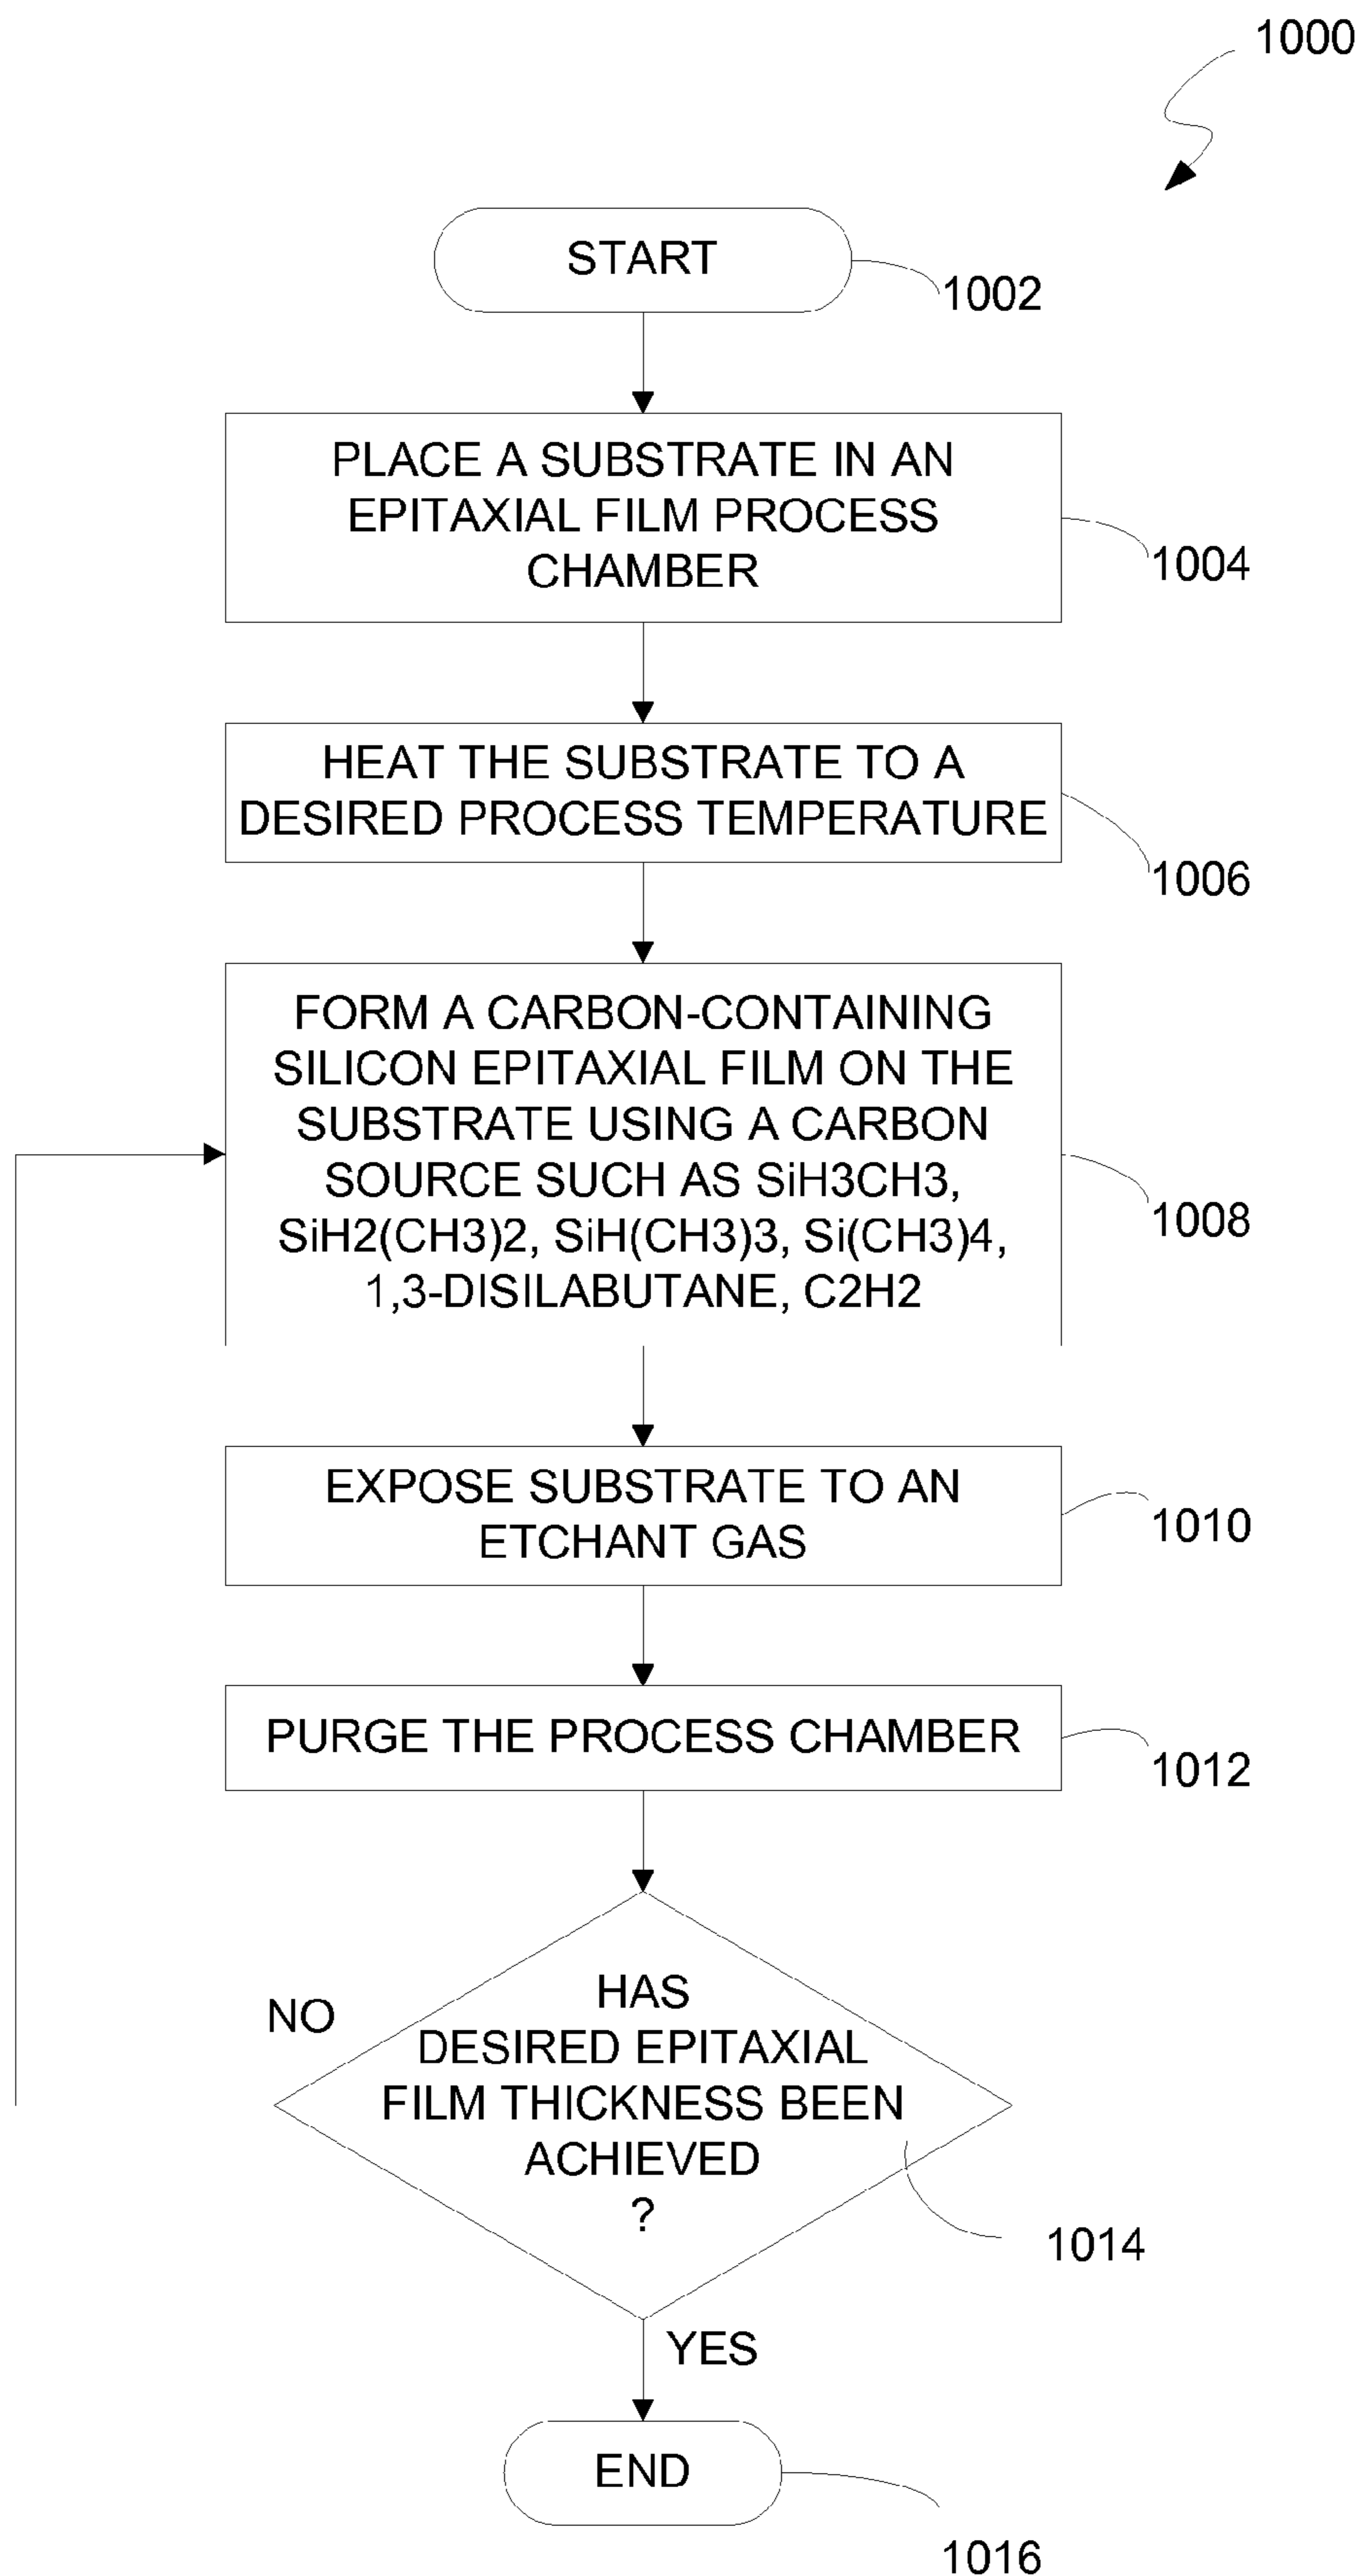 1000
START
1002
PLACE A SUBSTRATE IN AN
EPITAXIAL FILM PROCESS
CHAMBER
1004
HEAT THE SUBSTRATE TO A
DESIRED PROCESS TEMPERATURE
1006
FORM A CARBON-CONTAINING
SILICON EPITAXIAL FILM ON THE
SUBSTRATE USING A CARBON
SOURCE SUCH AS SiH3CH3,
SiH2(CH3)2, SiH(CH3)3, Si(CH3)4,
1,3-DISILABUTANE, C2H2
1008
EXPOSE SUBSTRATE TO AN
ETCHANT GAS
1010
PURGE THE PROCESS CHAMBER
1012
NO
HAS
DESIRED EPITAXIAL
FILM THICKNESS BEEN
ACHIEVED
?
1014
YES
END
1016